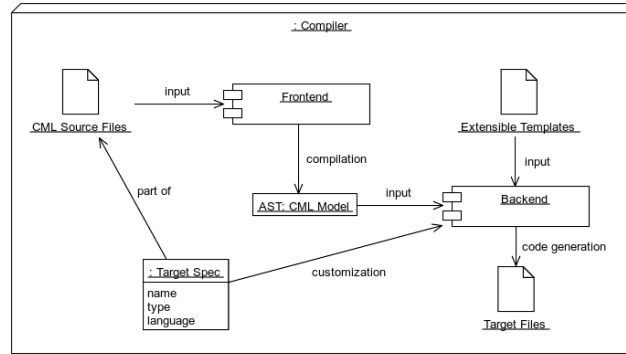 : Compiler
input
Frontend
CML Source Files
Extensible Templates
compilation
input
part of
AST: CML Model
input
Backend
: Target Spec
customization
code generation
name
type
language
Target Files